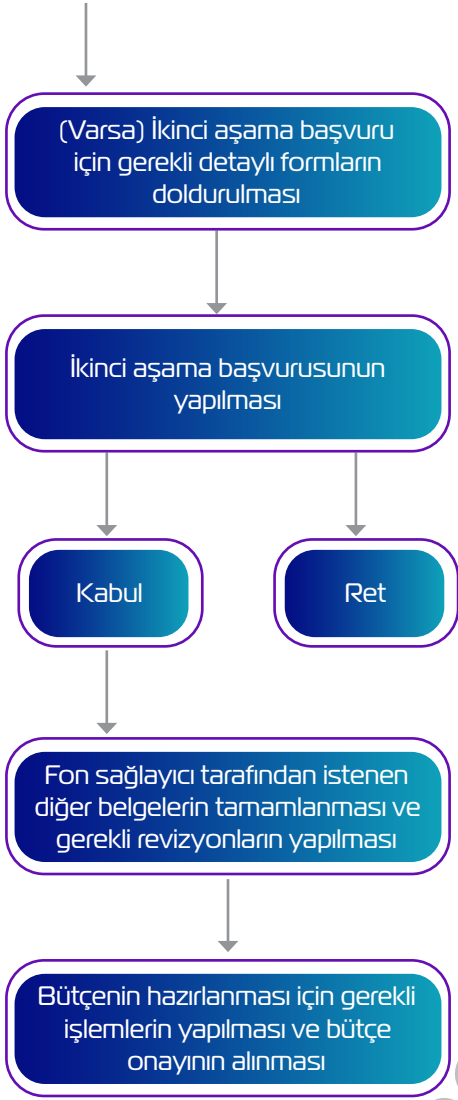 (Varsa) İkinci aşama başvuru
için gerekli detaylı formların
doldurulması
İkinci aşama başvurusunun
yapılması
Kabul
Ret
Fon sağlayıcı tarafından istenen
diğer belgelerin tamamlanması ve
gerekli revizyonların yapılması
Bütçenin hazırlanması için gerekli
işlemlerin yapılması ve bütçe
onayının alınması